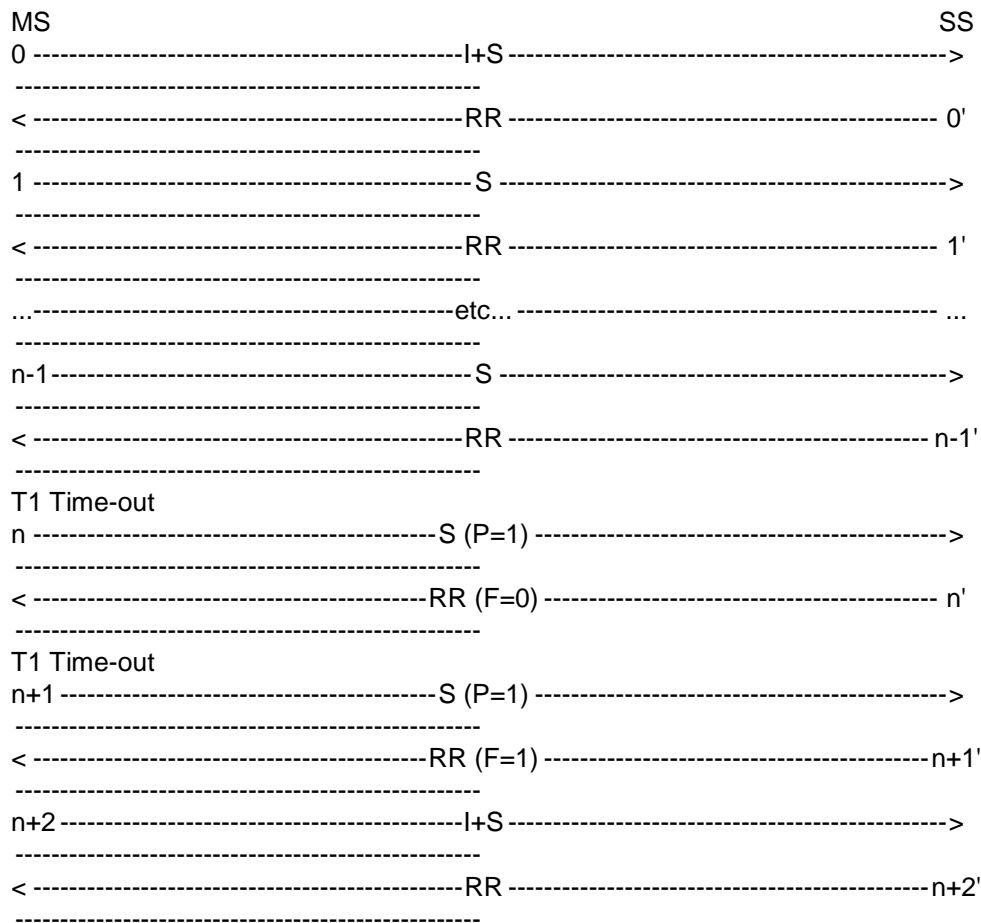 MS SS
0 ------------------------------------------------I+S-------------------------------------------------->
----------------------------------------------------
< ------------------------------------------------RR ------------------------------------------------ 0'
----------------------------------------------------
1 ------------------------------------------------- S -------------------------------------------------->
----------------------------------------------------
< ------------------------------------------------RR ------------------------------------------------ 1'
----------------------------------------------------
...-----------------------------------------------etc... ----------------------------------------------- ...
----------------------------------------------------
n-1----------------------------------------------- S -------------------------------------------------->
----------------------------------------------------
< ------------------------------------------------RR ----------------------------------------------- n-1'
----------------------------------------------------
T1 Time-out
n ---------------------------------------------S (P=1) ---------------------------------------------->
----------------------------------------------------
< --------------------------------------------RR (F=0) -------------------------------------------- n'
----------------------------------------------------
T1 Time-out
n+1 ------------------------------------------S (P=1) ---------------------------------------------->
----------------------------------------------------
< --------------------------------------------RR (F=1) -------------------------------------------n+1'
----------------------------------------------------
n+2 ---------------------------------------------I+S-------------------------------------------------->
----------------------------------------------------
< ------------------------------------------------RR -----------------------------------------------n+2'
----------------------------------------------------